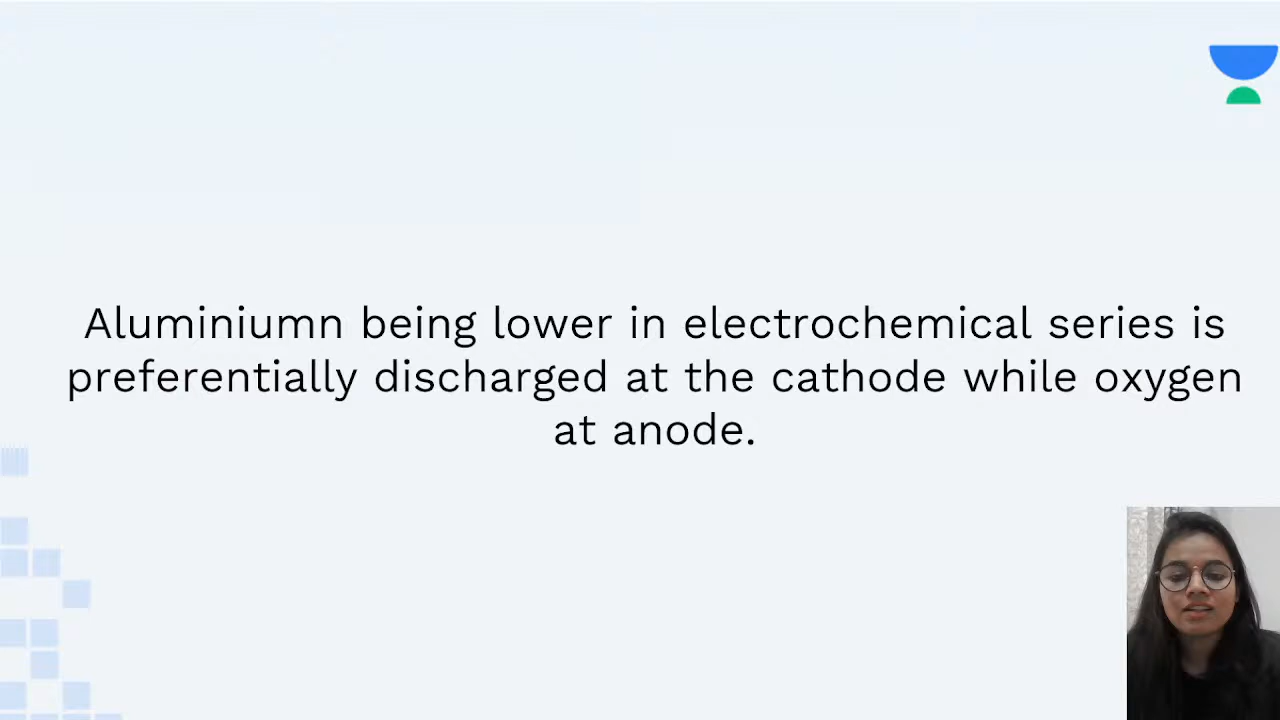 Aluminiumn being lower in electrochemical series is
preferentially discharged at the cathode while oxygen
at anode.